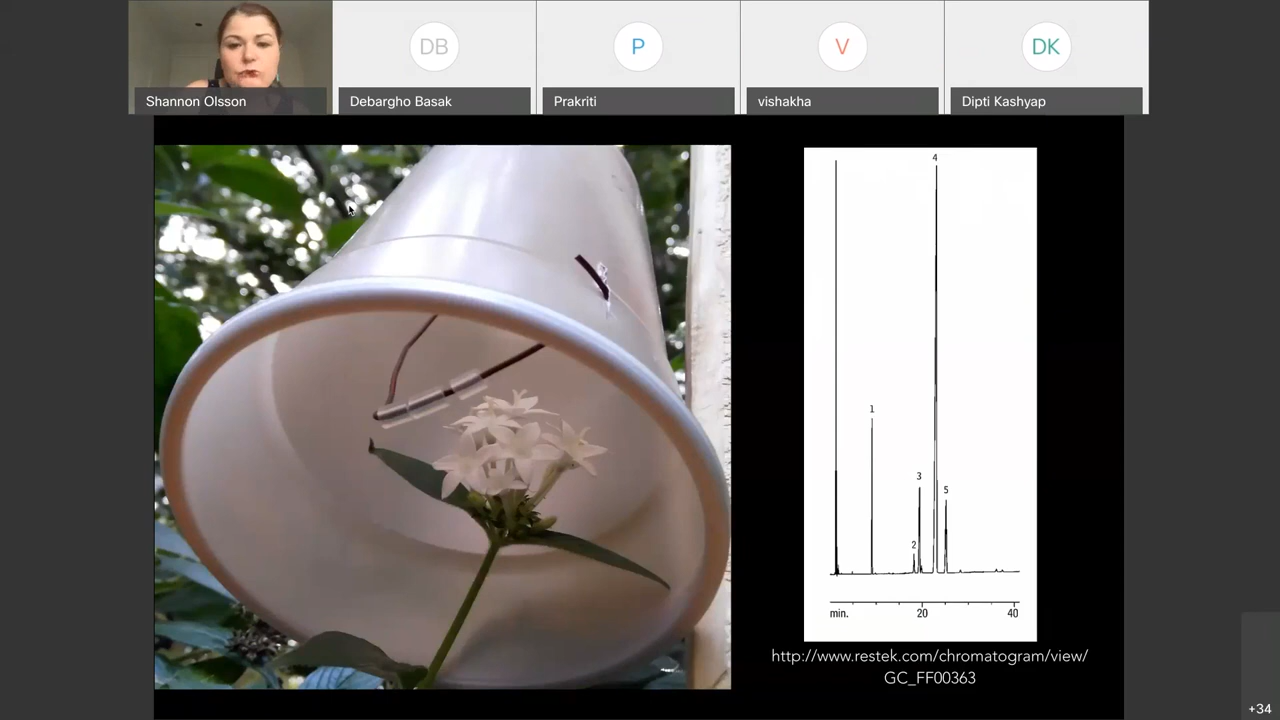 DB
P
V
DK
Shannon Olsson
Debargho Basak
Prakriti
vishakha
Dipti Kashyap
4
1
3
5
2
min.
20
40
http://www.restek.com/chromatogram/view/
GC_FF00363
+34